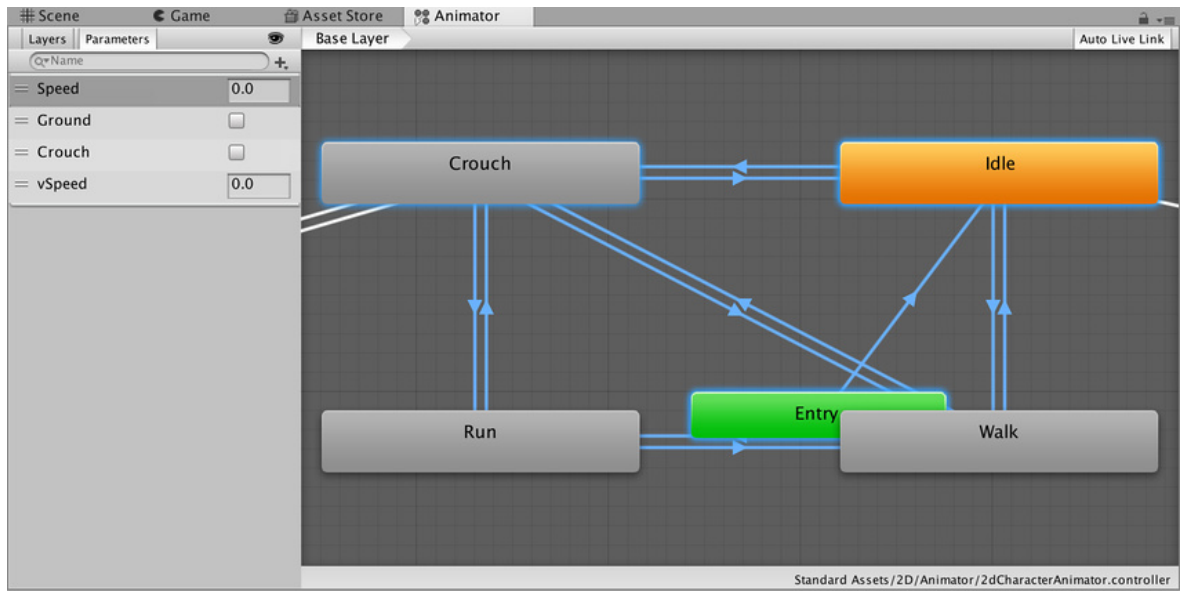 Scene Game Asset Store Animator
Layers Parameters Base Layer Auto Live Link
Name
Speed 0.0
Ground
Crouch
vSpeed 0.0
Crouch Idle
Entry
Run Walk
Standard Assets/2D/Animator/2dCharacterAnimator.controller